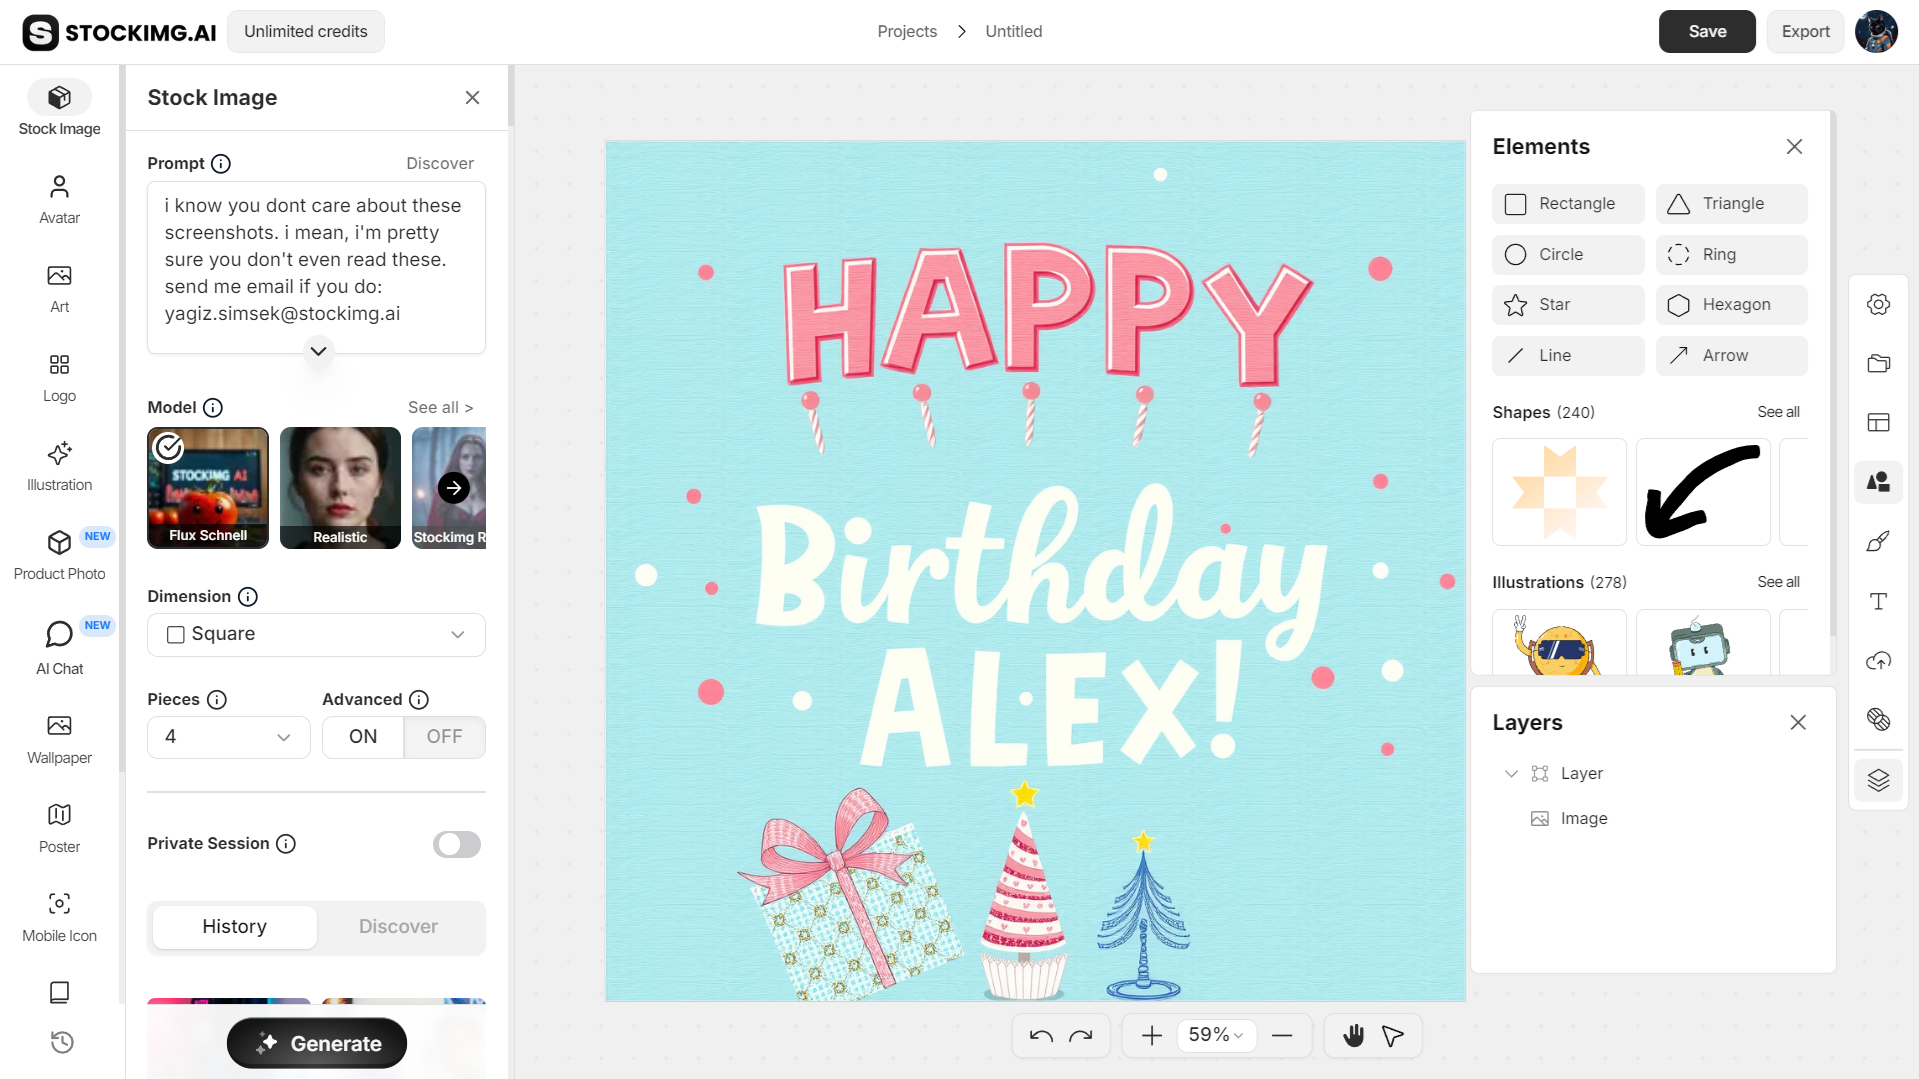 STOCKIMG.AI
Unlimited credits
Projects
Untitled
Save
Export
Stock Image
Avatar
Art
Logo
Illustration
NEW
Product Photo
NEW
AI Chat
Wallpaper
Poster
Mobile Icon
Stock Image
Prompt
Discover
i know you dont care about these
screenshots. i mean, i'm pretty
sure you don't even read these.
send me email if you do:
yagiz.simsek@stockimg.ai
Model
See all >
STOCKIMG AI
Flux Schnell
Realistic
Stockimg R
Dimension
Square
Pieces
Advanced
4
ON
OFF
Private Session
History
Discover
Generate
HAPPY
Birthday
ALEX!
59%
Elements
Rectangle
Triangle
Circle
Ring
Star
Hexagon
Line
Arrow
Shapes (240)
See all
Illustrations (278)
See all
Layers
Layer
Image